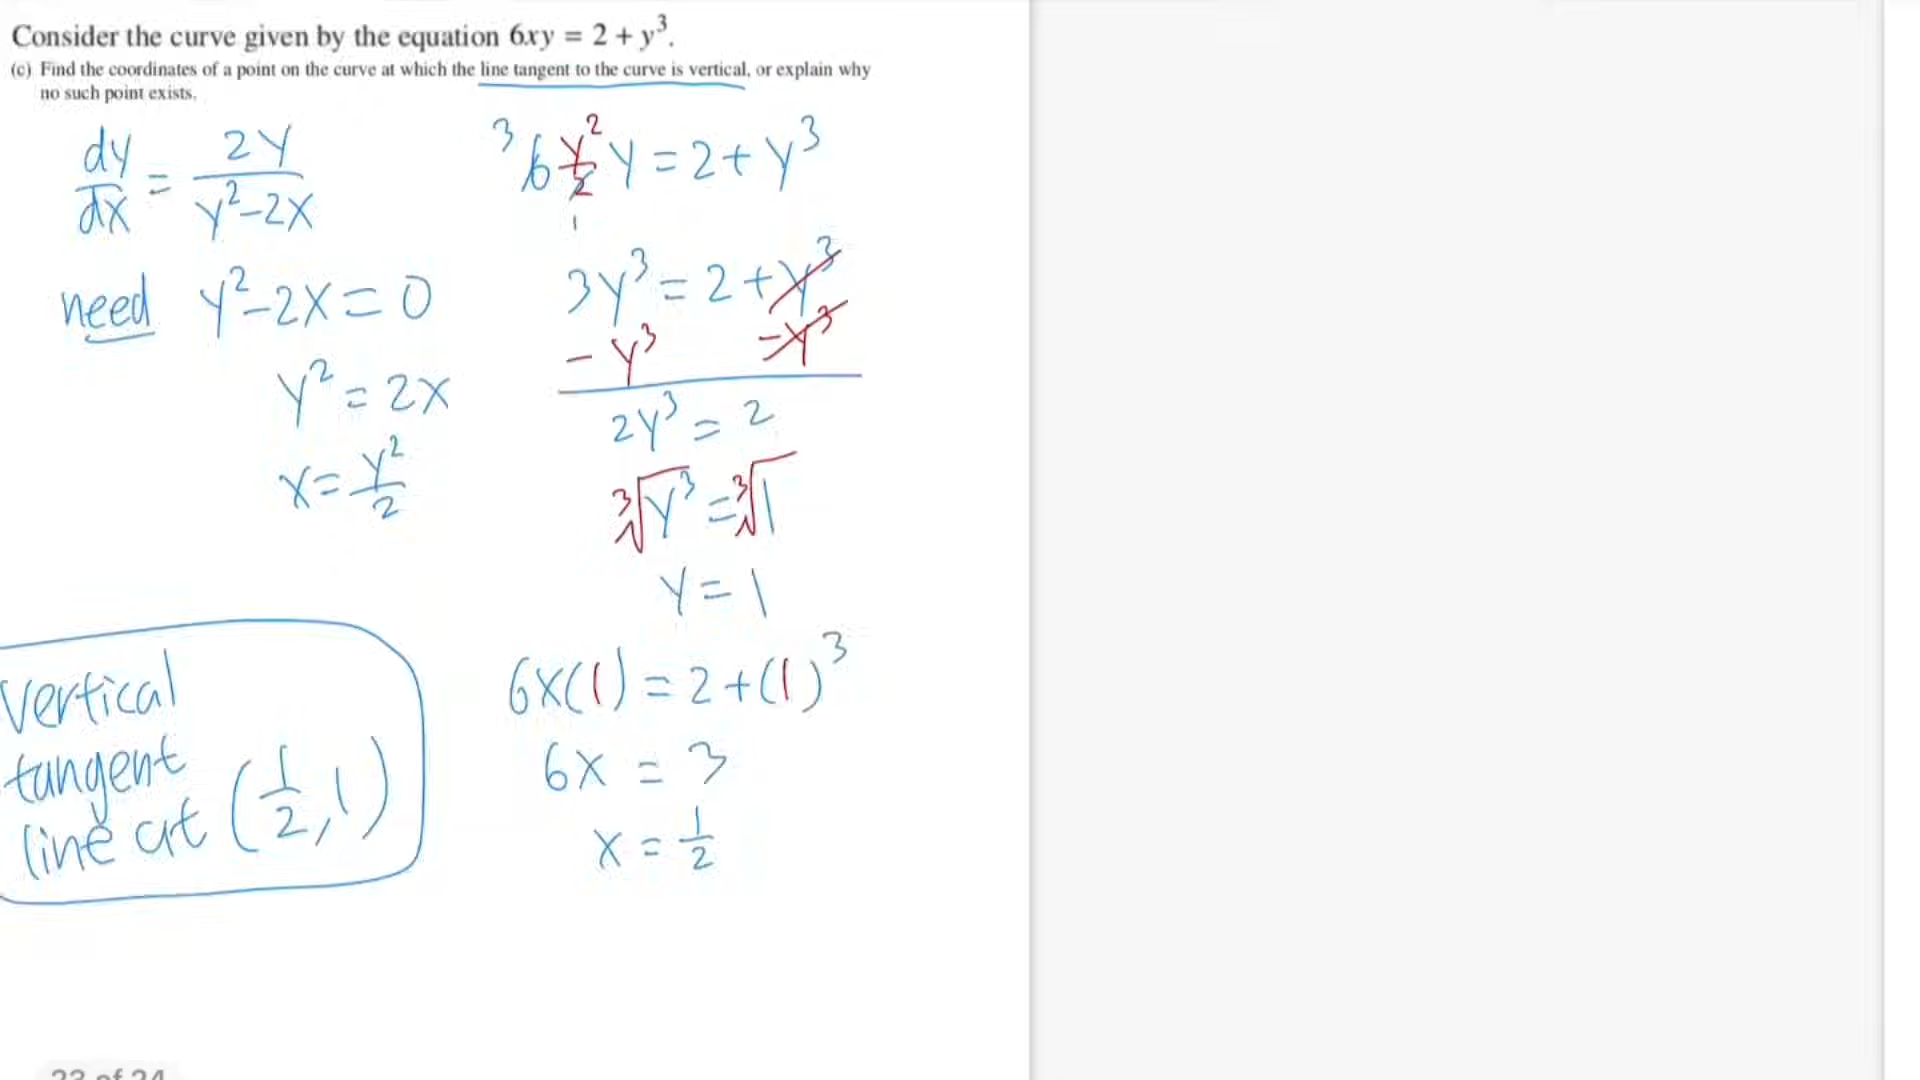 Consider the curve given by the equation 6xy = 2 + y³.
(c) Find the coordinates of a point on the curve at which the line tangent to the curve is vertical, or explain why
no such point exists.
dy/dx = 2y/(y²-2x)
need y²-2x=0
y²=2x
x=y²/2
³6 y²/2 y = 2+y³
1
3y³=2+y³
-y³ -y³
2y³=2
∛y³=∛1
y=1
6x(1)=2+(1)³
6x=3
x=1/2
vertical
tangent
line at (1/2,1)